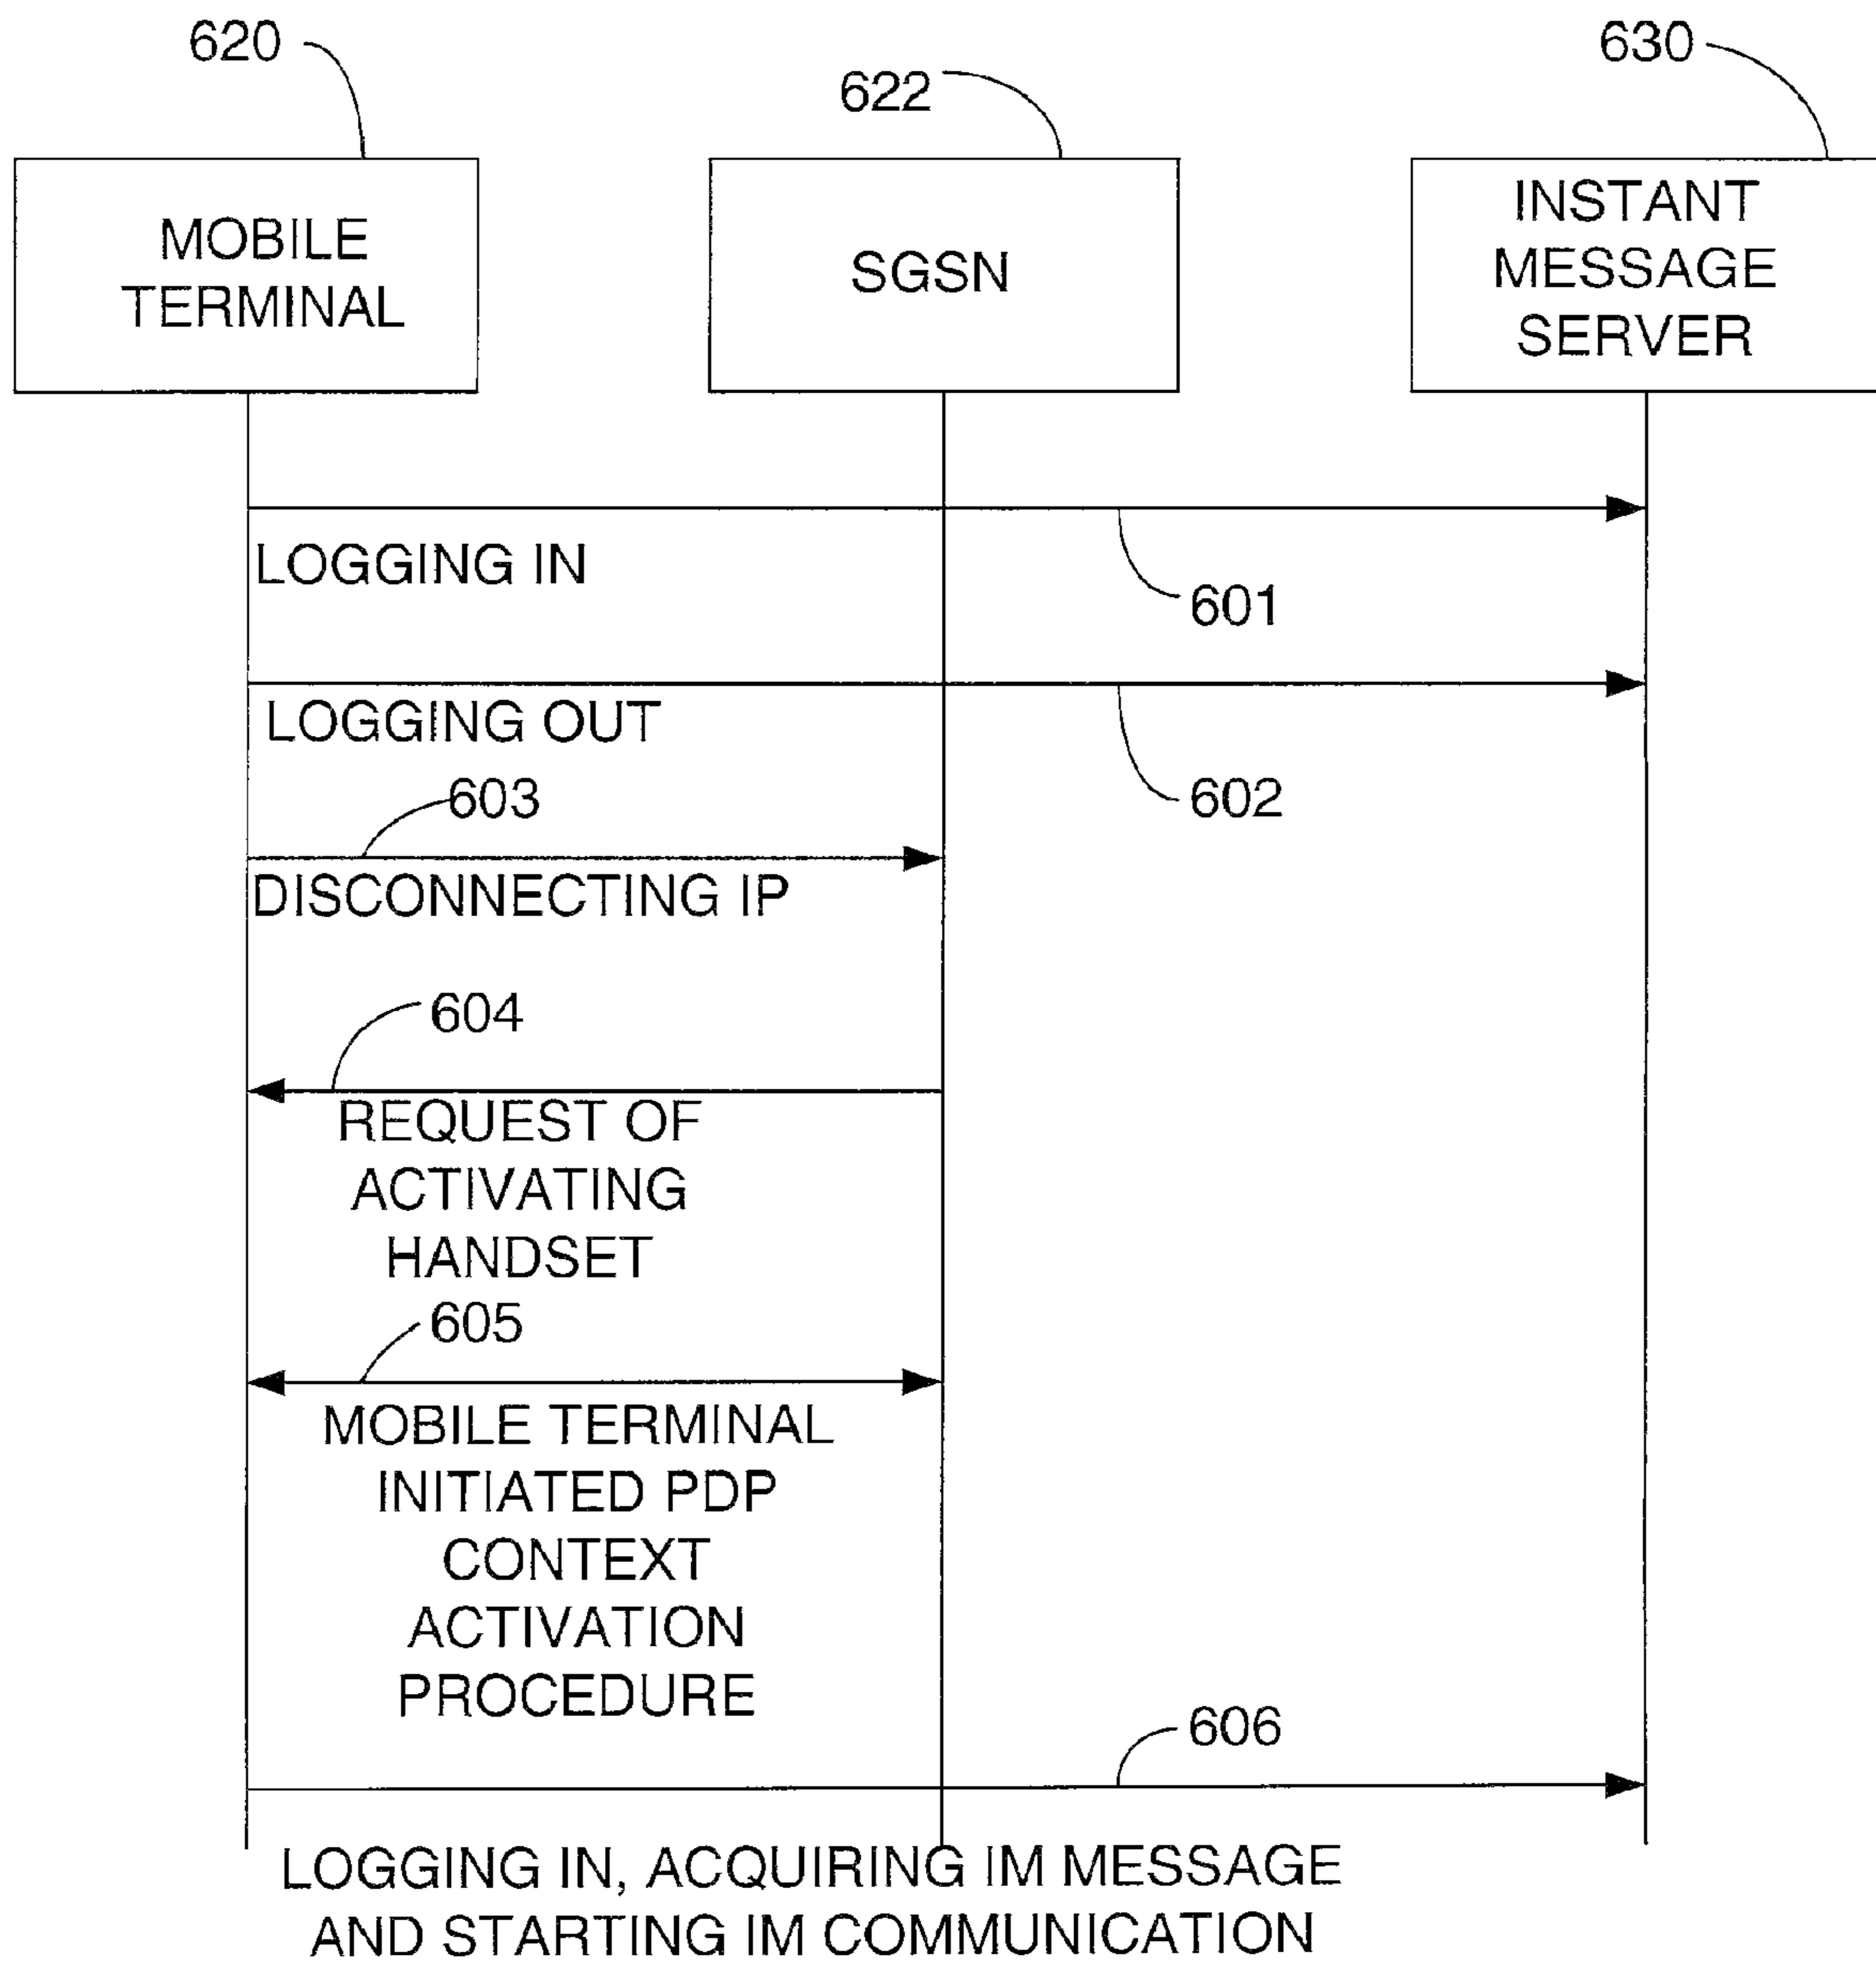 620
622
630
MOBILE
TERMINAL
SGSN
INSTANT
MESSAGE
SERVER
LOGGING IN
601
LOGGING OUT
602
603
DISCONNECTING IP
604
REQUEST OF
ACTIVATING
HANDSET
605
MOBILE TERMINAL
INITIATED PDP
CONTEXT
ACTIVATION
PROCEDURE
606
LOGGING IN, ACQUIRING IM MESSAGE
AND STARTING IM COMMUNICATION